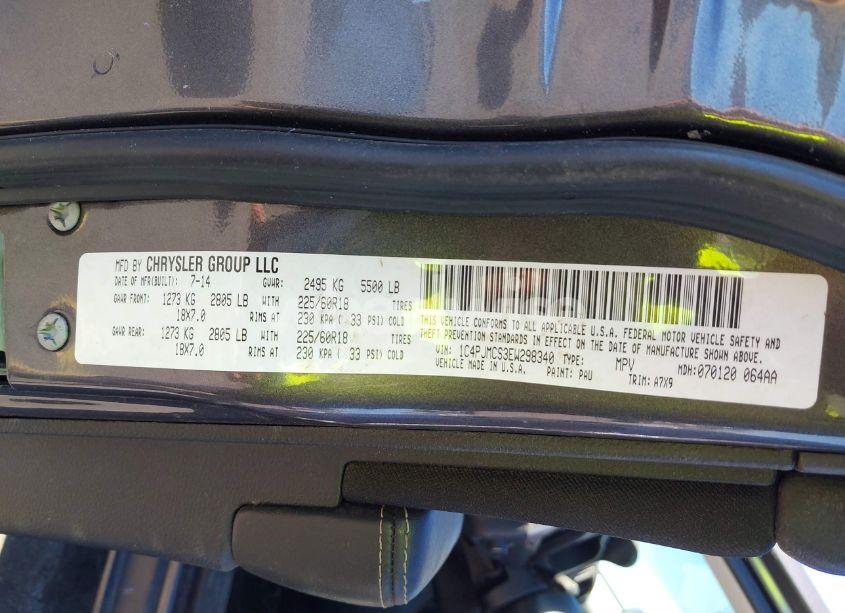 MFD BY CHRYSLER GROUP LLC
DATE OF MFR(BUILT): 7-14 GVWR: 2495 KG 5500 LB
GAWR FRONT: 1273 KG 2805 LB WITH 225/60R18 TIRES
18X7.0 RIMS AT 230 KPA ( 33 PSI) COLD
GAWR REAR: 1273 KG 2805 LB WITH 225/60R18 TIRES
18X7.0 RIMS AT 230 KPA ( 33 PSI) COLD
THIS VEHICLE CONFORMS TO ALL APPLICABLE U.S.A. FEDERAL MOTOR VEHICLE SAFETY AND
THEFT PREVENTION STANDARDS IN EFFECT ON THE DATE OF MANUFACTURE SHOWN ABOVE.
VIN: 1C4PJMCS3EW298340 TYPE: MPV MDH: 070120 064AA
VEHICLE MADE IN U.S.A. PAINT: PAU TRIM: A7X9